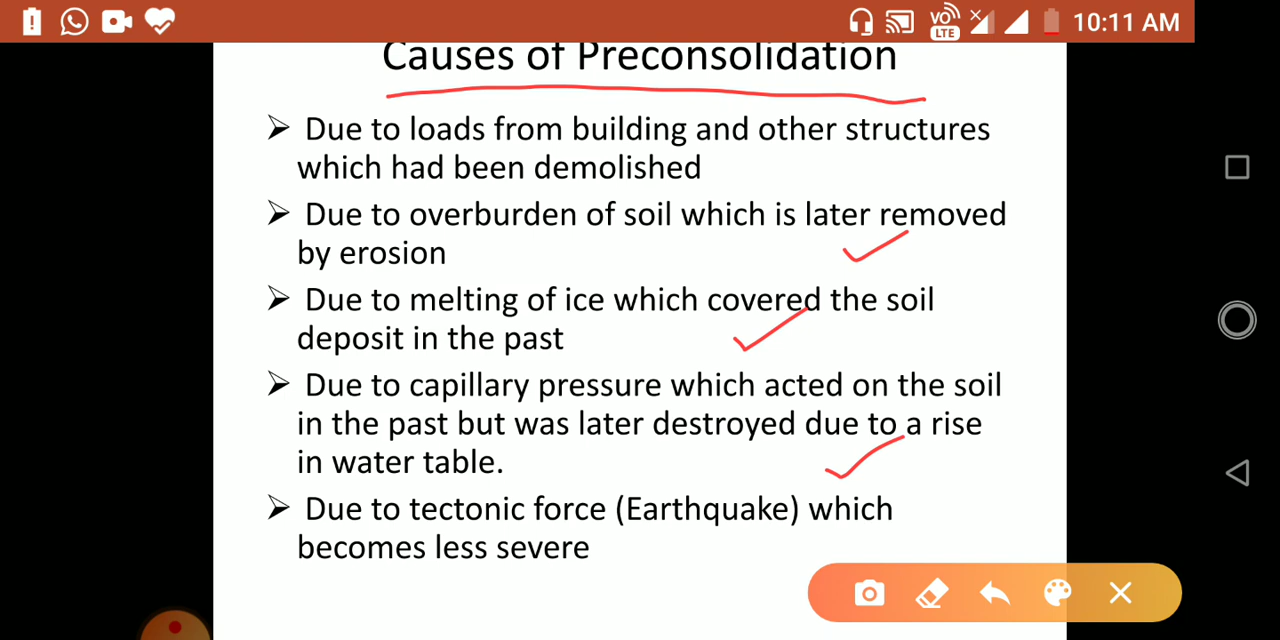 VO
LTE
10:11 AM
Causes of Preconsolidation
➢ Due to loads from building and other structures
which had been demolished
➢ Due to overburden of soil which is later removed
by erosion
➢ Due to melting of ice which covered the soil
deposit in the past
➢ Due to capillary pressure which acted on the soil
in the past but was later destroyed due to a rise
in water table.
➢ Due to tectonic force (Earthquake) which
becomes less severe